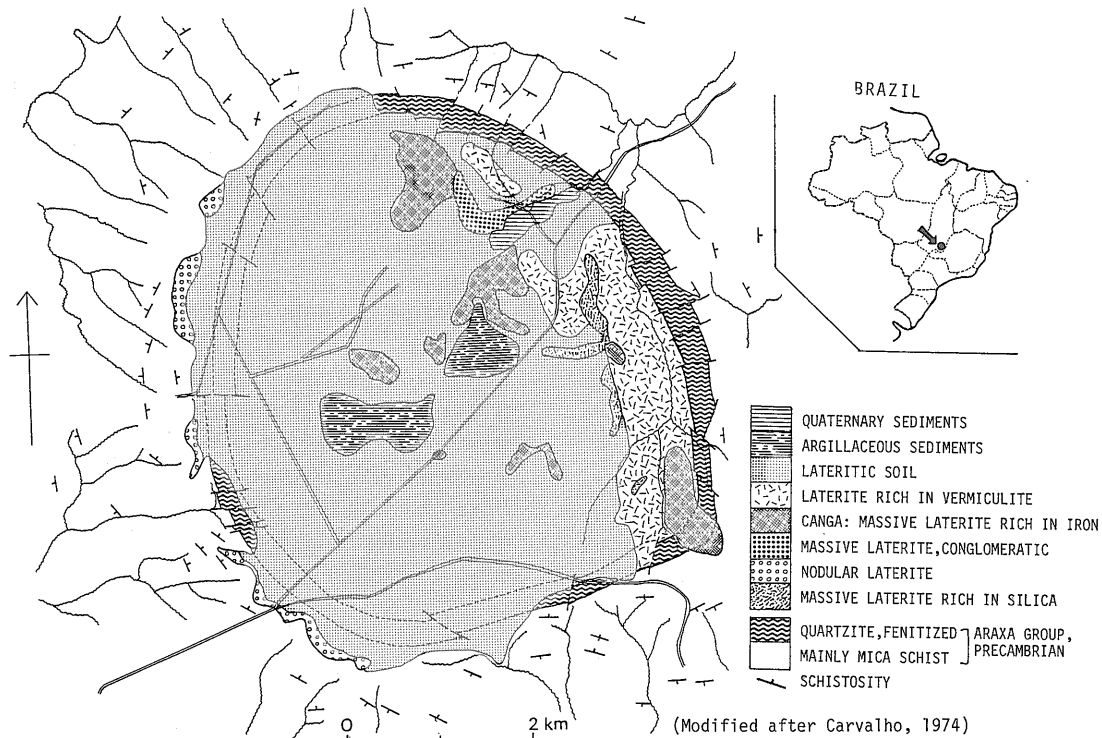 BRAZIL
QUATERNARY SEDIMENTS
ARGILLACEOUS SEDIMENTS
LATERITIC SOIL
LATERITE RICH IN VERMICULITE
CANGA: MASSIVE LATERITE RICH IN IRON
MASSIVE LATERITE,CONGLOMERATIC
NODULAR LATERITE
MASSIVE LATERITE RICH IN SILICA
QUARTZITE,FENITIZED
MAINLY MICA SCHIST
ARAXA GROUP,
PRECAMBRIAN
SCHISTOSITY
0 2 km
(Modified after Carvalho, 1974)